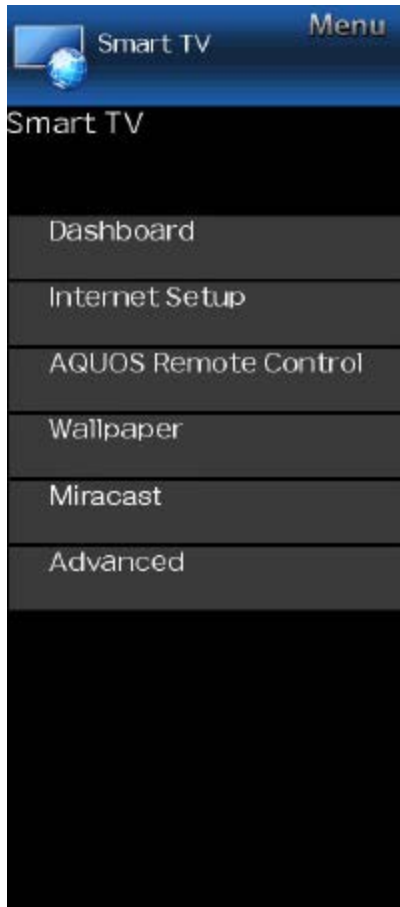 Smart TV
Menu
Smart TV
Dashboard
Internet Setup
AQUOS Remote Control
Wallpaper
Miracast
Advanced